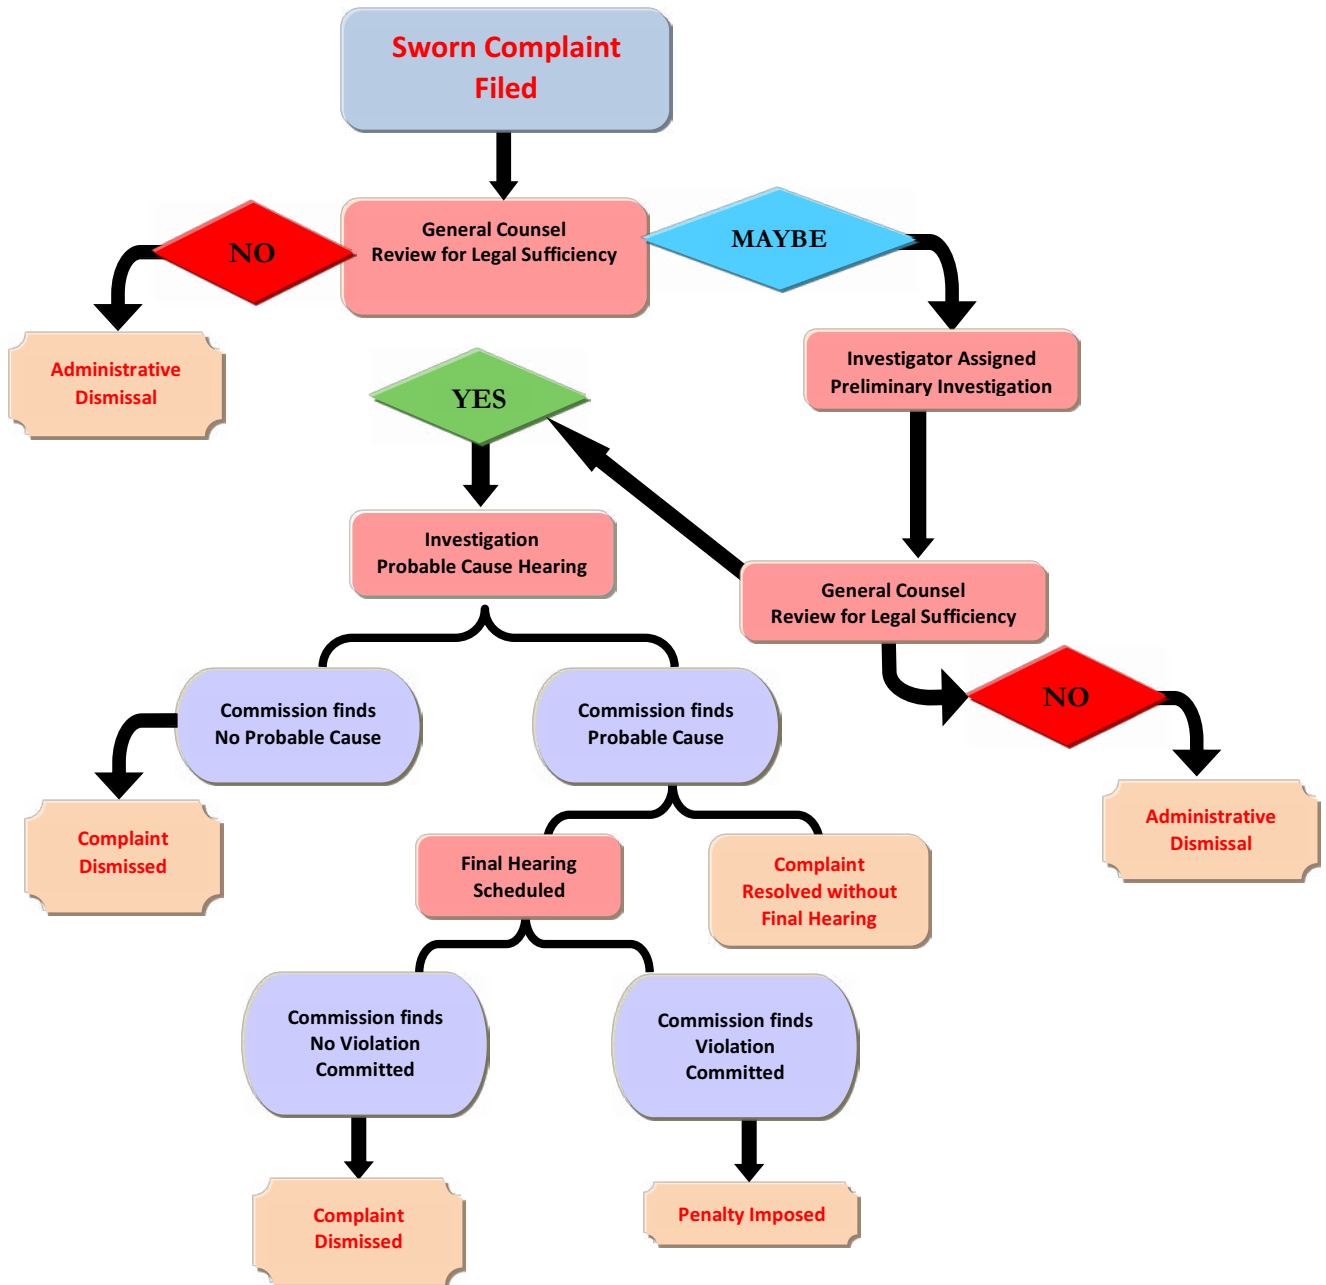 Sworn Complaint
Filed
General Counsel
Review for Legal Sufficiency
NO
MAYBE
Administrative
Dismissal
Investigator Assigned
Preliminary Investigation
YES
Investigation
Probable Cause Hearing
General Counsel
Review for Legal Sufficiency
NO
Commission finds
No Probable Cause
Commission finds
Probable Cause
Administrative
Dismissal
Complaint
Dismissed
Final Hearing
Scheduled
Complaint
Resolved without
Final Hearing
Commission finds
No Violation
Committed
Commission finds
Violation
Committed
Complaint
Dismissed
Penalty Imposed